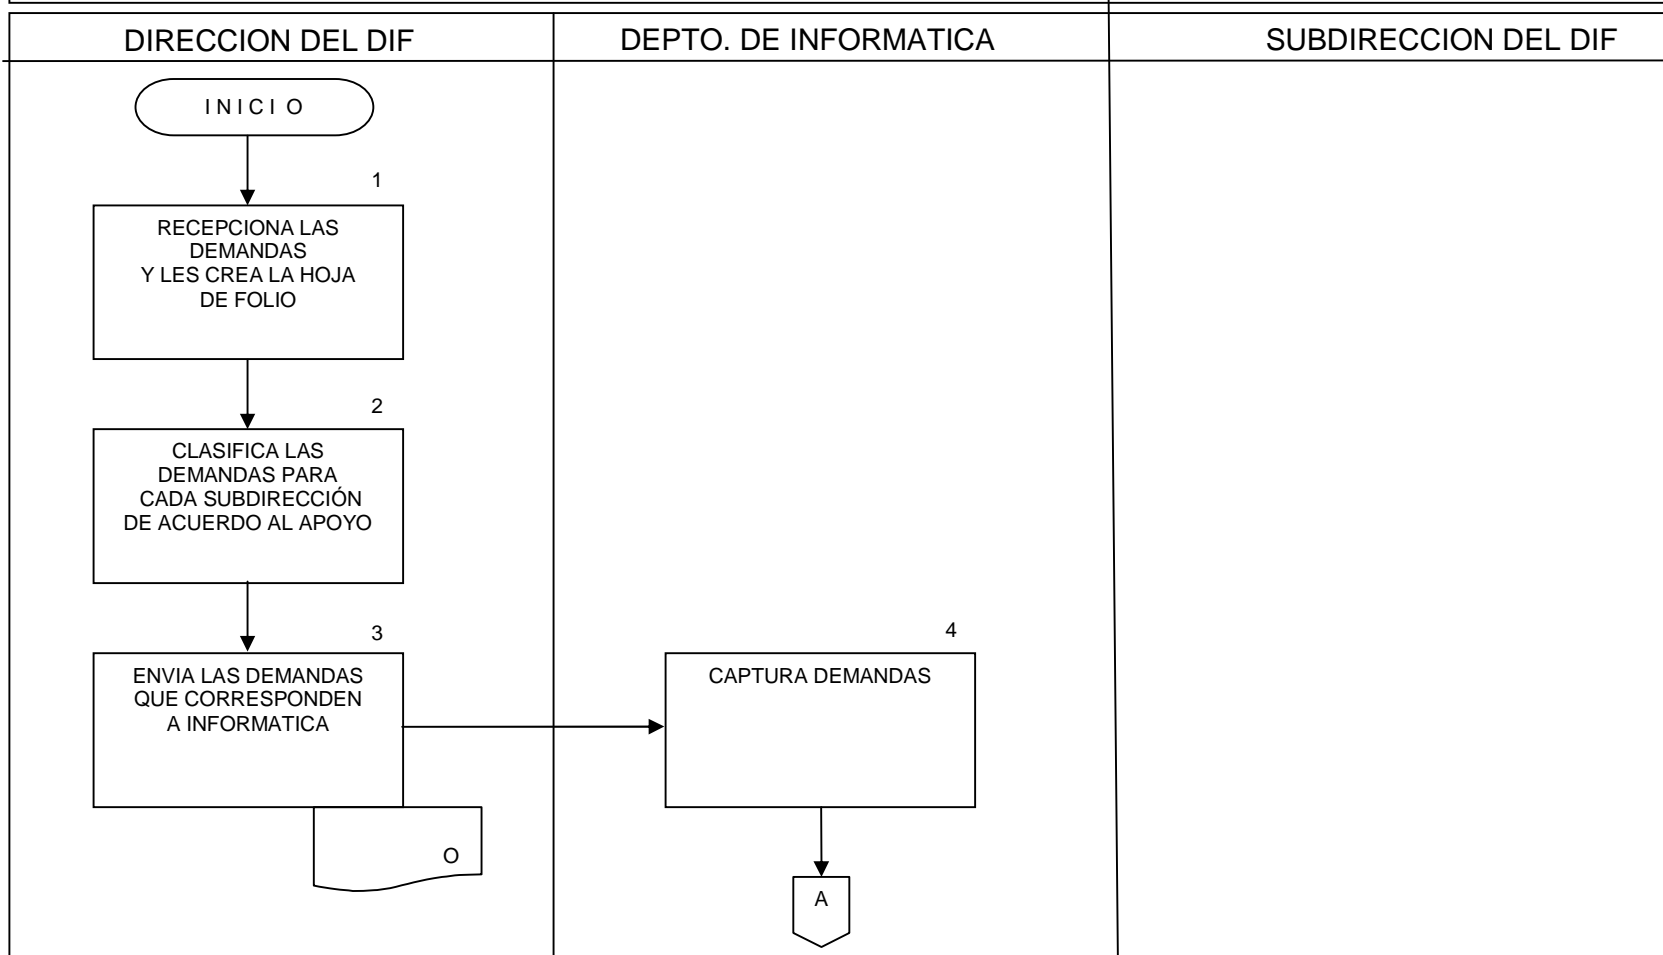 DIRECCION DEL DIF
DEPTO. DE INFORMATICA
SUBDIRECCION DEL DIF
I N I C I O
1
RECEPCIONA LAS
DEMANDAS
Y LES CREA LA HOJA
DE FOLIO
2
CLASIFICA LAS
DEMANDAS PARA
CADA SUBDIRECCIÓN
DE ACUERDO AL APOYO
3
ENVIA LAS DEMANDAS
QUE CORRESPONDEN
A INFORMATICA
O
4
CAPTURA DEMANDAS
A